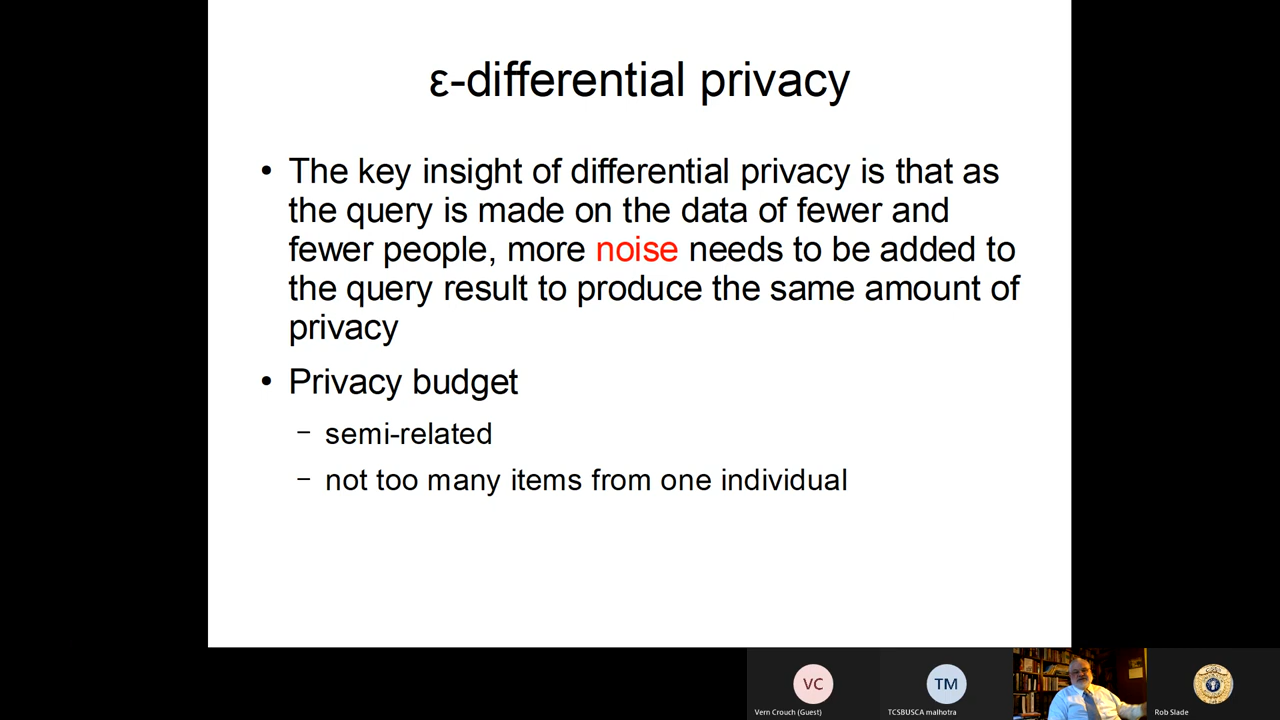 ε-differential privacy
• The key insight of differential privacy is that as
the query is made on the data of fewer and
fewer people, more noise needs to be added to
the query result to produce the same amount of
privacy
• Privacy budget
– semi-related
– not too many items from one individual
VC
TM
Vern Crouch (Guest)
TCSBUSCA malhotra
Rob Slade